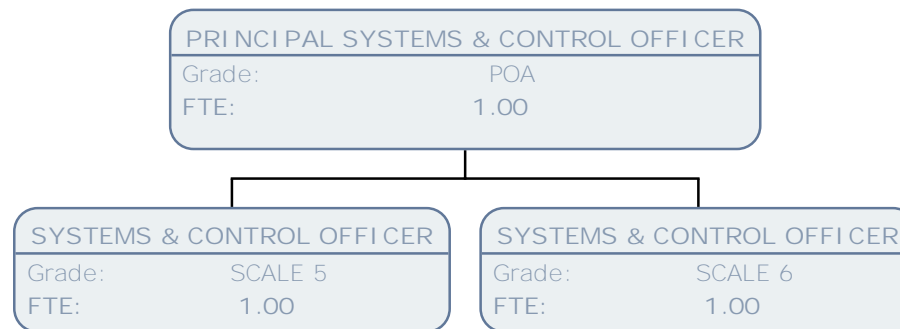 PRINCIPAL SYSTEMS & CONTROL OFFICER
Grade: POA
FTE: 1.00
SYSTEMS & CONTROL OFFICER
Grade: SCALE 5
FTE: 1.00
SYSTEMS & CONTROL OFFICER
Grade: SCALE 6
FTE: 1.00